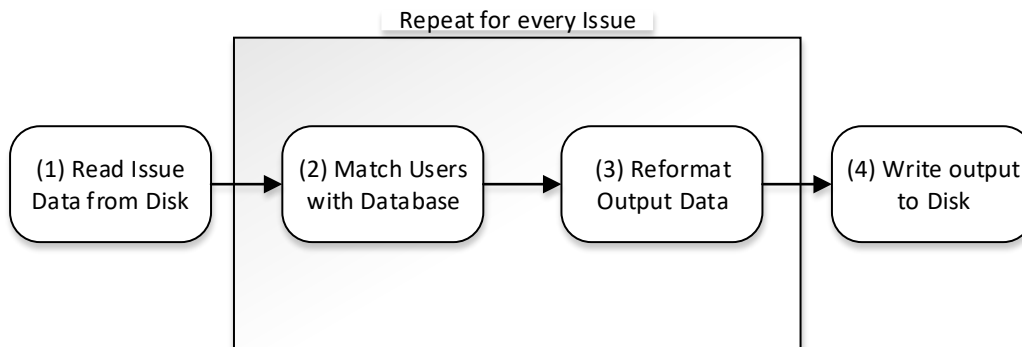 Repeat for every Issue
(1) Read Issue
Data from Disk
(2) Match Users
with Database
(3) Reformat
Output Data
(4) Write output
to Disk